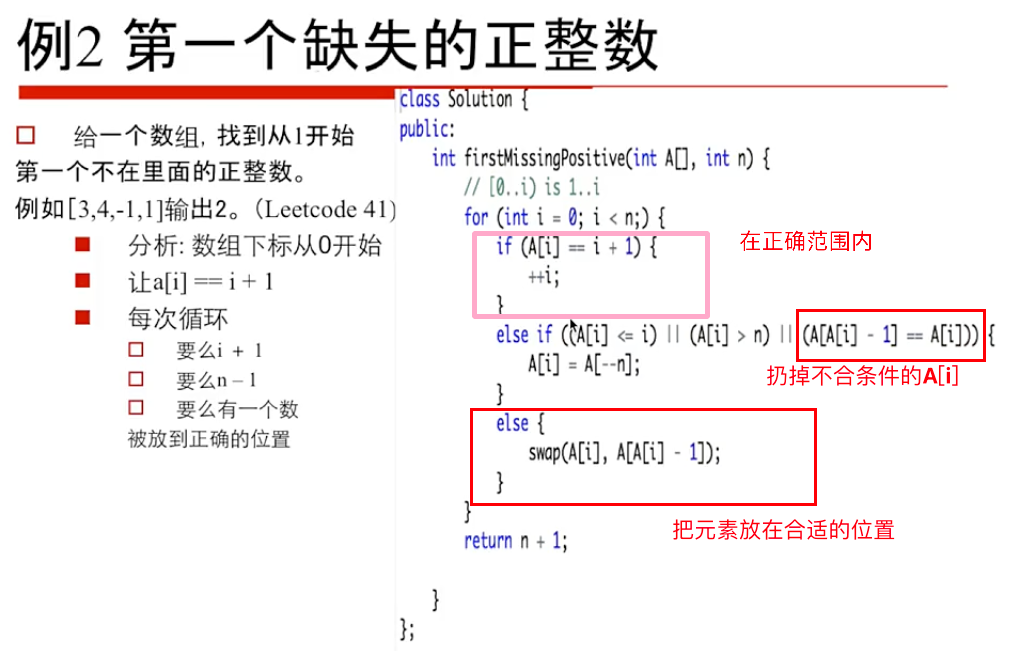 例2 第一个缺失的正整数
给一个数组, 找到从1开始
第一个不在里面的正整数。
例如[3,4,-1,1]输出2。(Leetcode 41)
分析: 数组下标从0开始
让a[i] == i + 1
每次循环
要么i + 1
要么n – 1
要么有一个数
被放到正确的位置
class Solution {
public:
int firstMissingPositive(int A[], int n) {
// [0..i) is 1..i
for (int i = 0; i < n;) {
if (A[i] == i + 1) {
++i;
}
在正确范围内
else if ((A[i] <= i) || (A[i] > n) || (A[A[i] - 1] == A[i])) {
A[i] = A[--n];
}
扔掉不合条件的A[i]
else {
swap(A[i], A[A[i] - 1]);
}
}
把元素放在合适的位置
return n + 1;
}
};